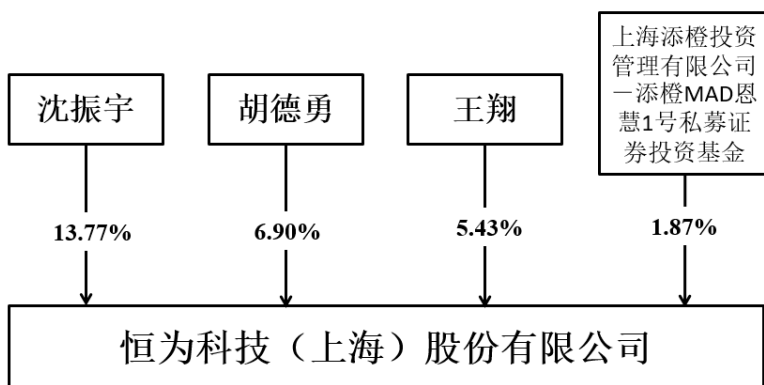 沈振宇
胡德勇
王翔
上海添橙投资
管理有限公司
－添橙MAD恩
慧1号私募证
券投资基金
13.77%
6.90%
5.43%
1.87%
恒为科技（上海）股份有限公司